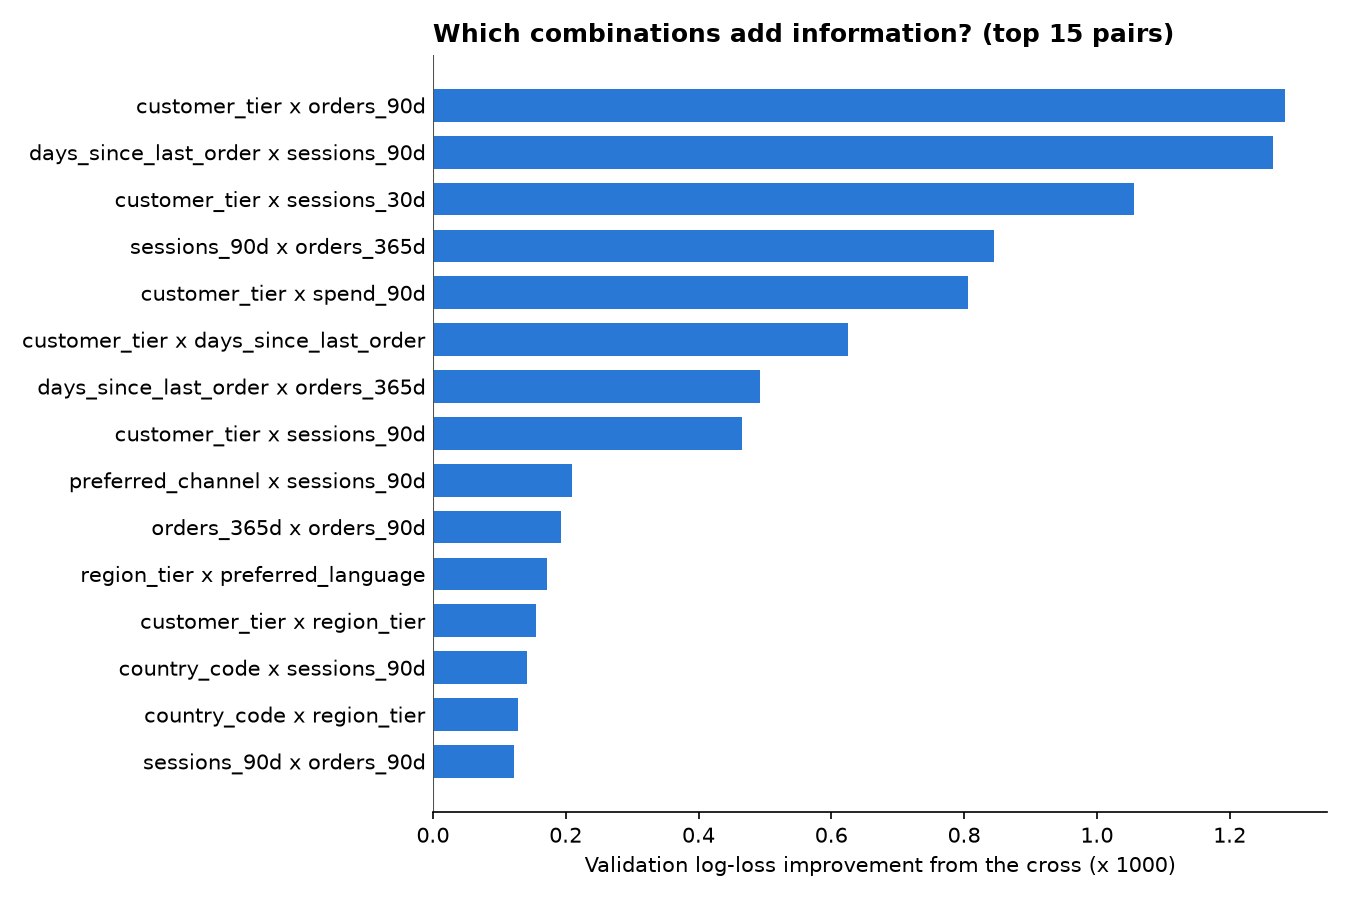 Which combinations add information? (top 15 pairs)
customer_tier x orders_90d
days_since_last_order x sessions_90d
customer_tier x sessions_30d
sessions_90d x orders_365d
customer_tier x spend_90d
customer_tier x days_since_last_order
days_since_last_order x orders_365d
customer_tier x sessions_90d
preferred_channel x sessions_90d
orders_365d x orders_90d
region_tier x preferred_language
customer_tier x region_tier
country_code x sessions_90d
country_code x region_tier
sessions_90d x orders_90d
0.0 0.2 0.4 0.6 0.8 1.0 1.2
Validation log-loss improvement from the cross (x 1000)